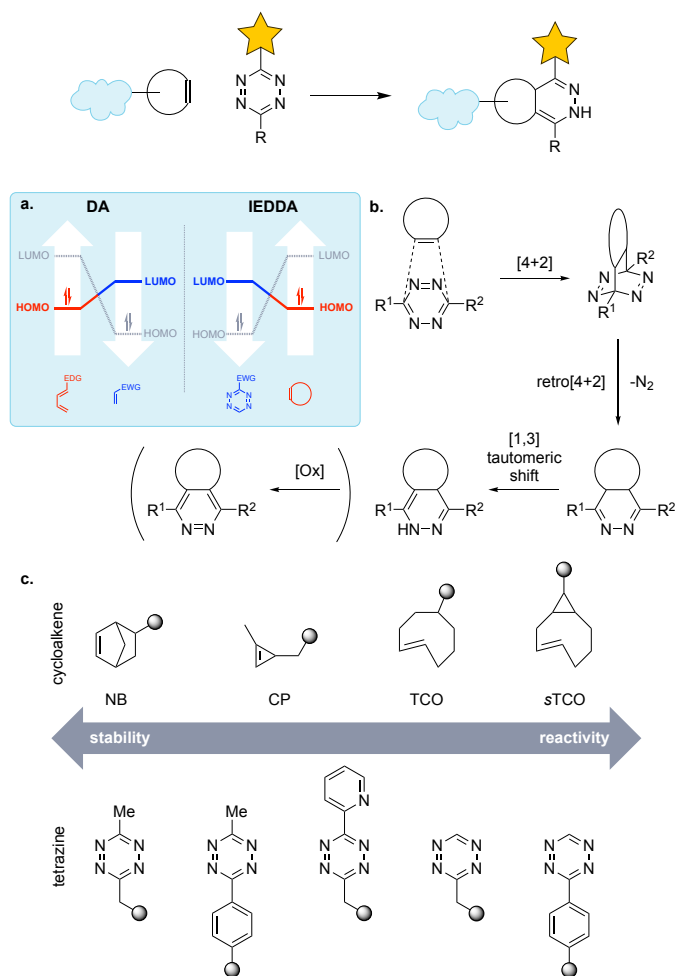 N N
N N
R
N
NH
R
a. DA IEDDA
b.
LUMO LUMO
LUMO LUMO
HOMO HOMO
HOMO HOMO
EDG EWG EWG
N N
N N
[4+2]
N N
R1 R2
N N
R2
N N
N N
R1
retro[4+2] -N2
[Ox]
[1,3]
tautomeric
shift
R1 R2
N=N
R1 R2
HN-N
R1 R2
N-N
c.
cycloalkene
NB CP TCO sTCO
stability reactivity
tetrazine
Me
N N
N N
Me
N N
N N
N
N N
N N
N N
N N
N N
N N